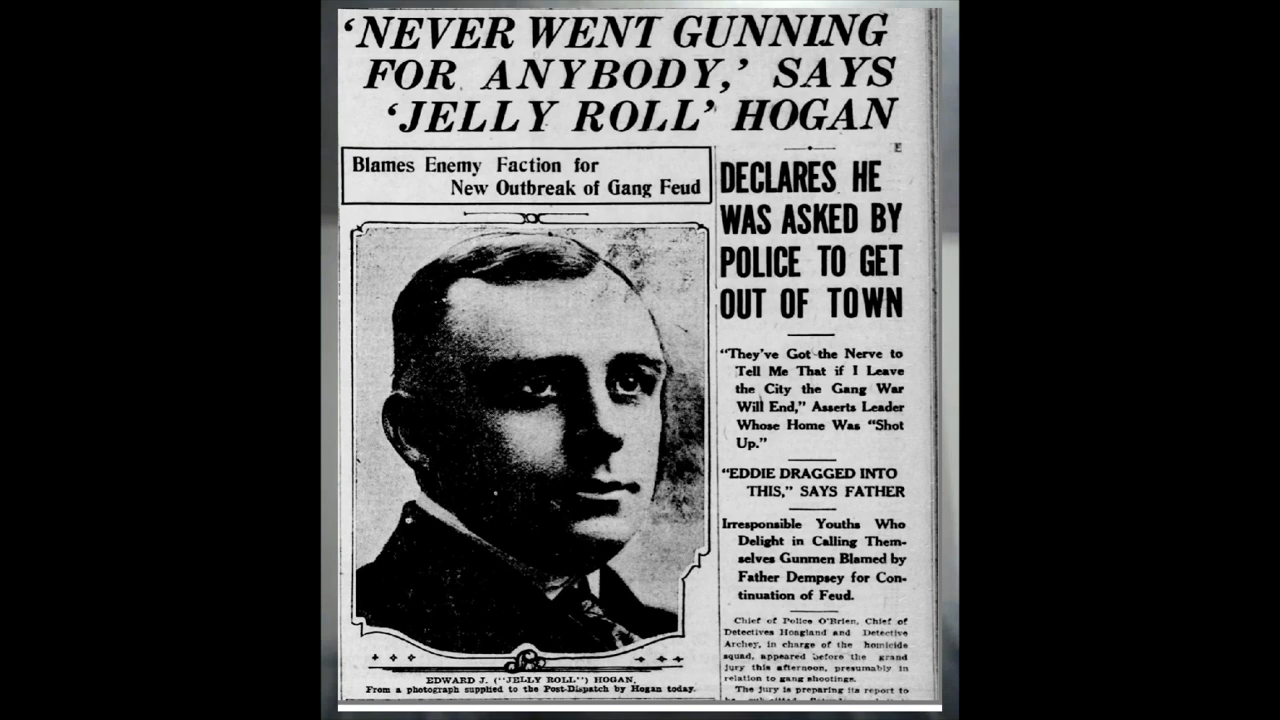 ‘NEVER WENT GUNNING
FOR ANYBODY,’ SAYS
‘JELLY ROLL’ HOGAN
Blames Enemy Faction for
New Outbreak of Gang Feud
EDWARD J. (“JELLY ROLL”) HOGAN,
From a photograph supplied to the Post-Dispatch by Hogan today.
E
DECLARES HE
WAS ASKED BY
POLICE TO GET
OUT OF TOWN
“They’ve Got the Nerve to
Tell Me That if I Leave
the City the Gang War
Will End,” Asserts Leader
Whose Home Was “Shot
Up.”
“EDDIE DRAGGED INTO
THIS,” SAYS FATHER
Irresponsible Youths Who
Delight in Calling Them-
selves Gunmen Blamed by
Father Dempsey for Con-
tinuation of Feud.
Chief of Police O’Brien, Chief of
Detectives Hoagland and Detective
Archey, in charge of the homicide
squad, appeared before the grand
jury this afternoon, presumably in
relation to gang shootings.
The jury is preparing its report to